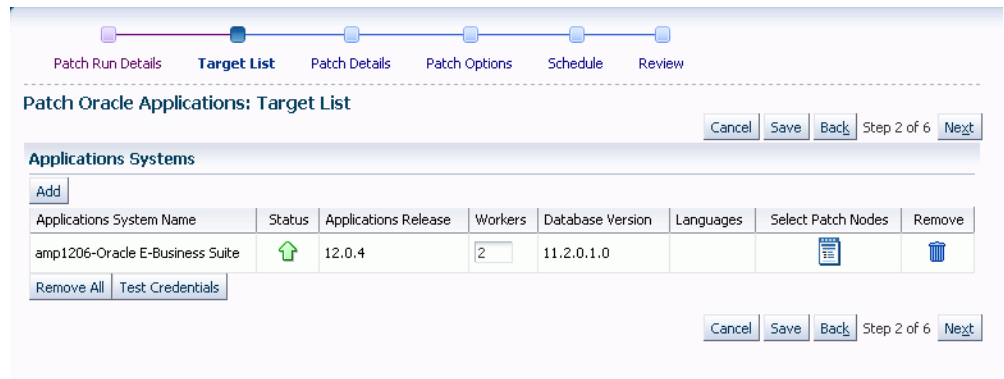 Patch Run Details Target List Patch Details Patch Options Schedule Review
Patch Oracle Applications: Target List
Cancel Save Back Step 2 of 6 Next
Applications Systems
Add
Applications System Name Status Applications Release Workers Database Version Languages Select Patch Nodes Remove
amp1206-Oracle E-Business Suite 12.0.4 2 11.2.0.1.0
Remove All Test Credentials
Cancel Save Back Step 2 of 6 Next